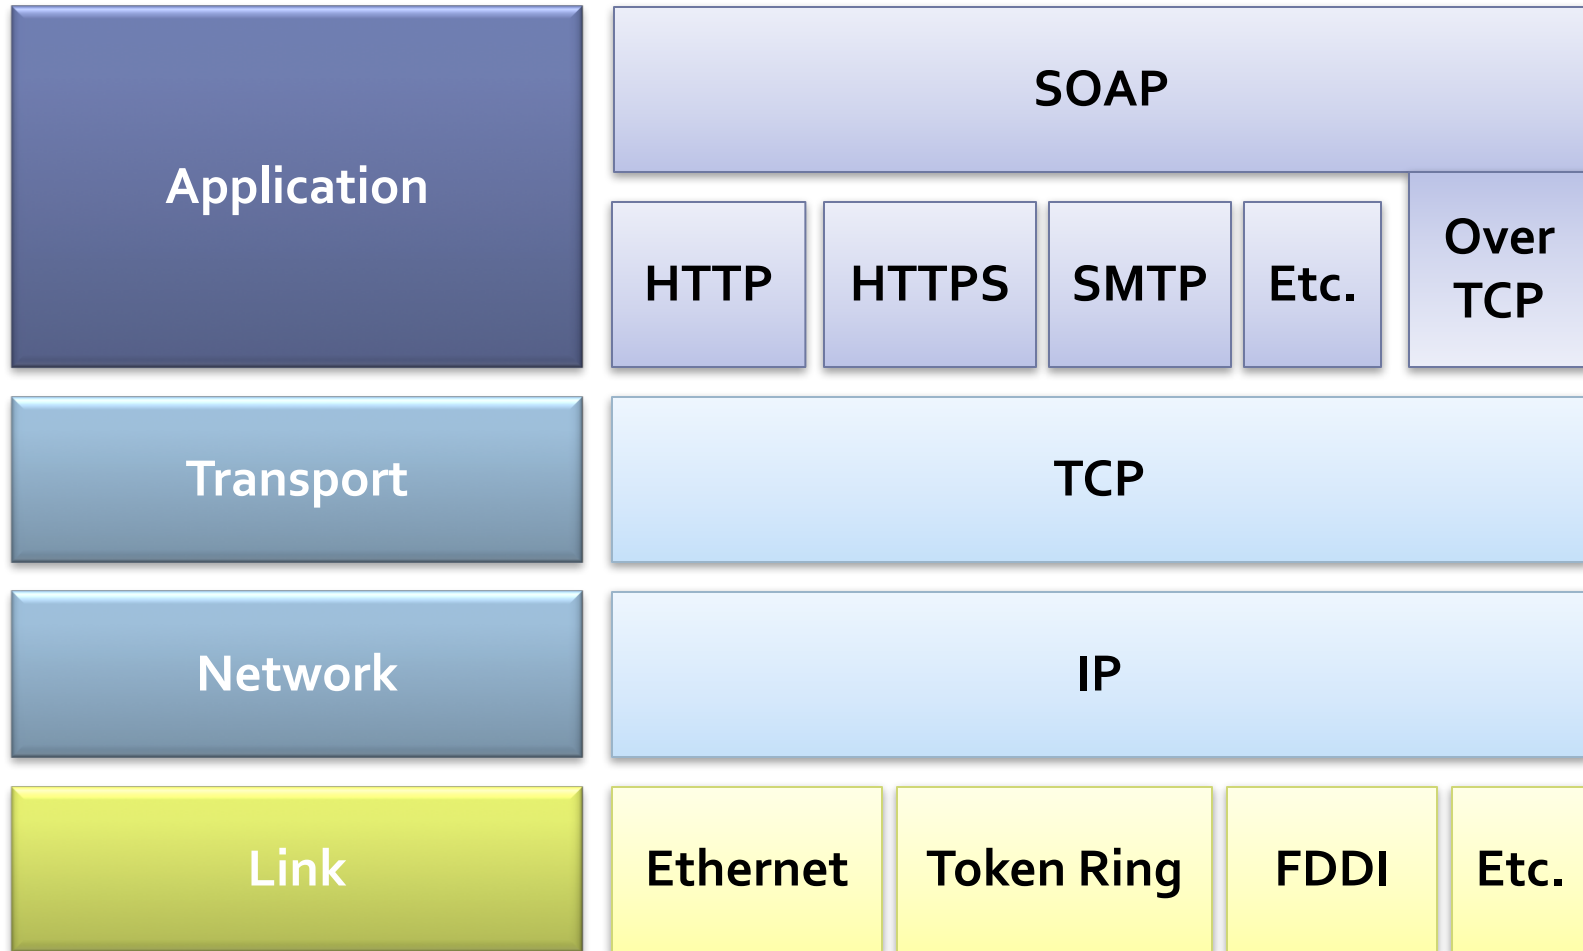 Application
SOAP
HTTP
HTTPS
SMTP
Etc.
Over
TCP
Transport
TCP
Network
IP
Link
Ethernet
Token Ring
FDDI
Etc.